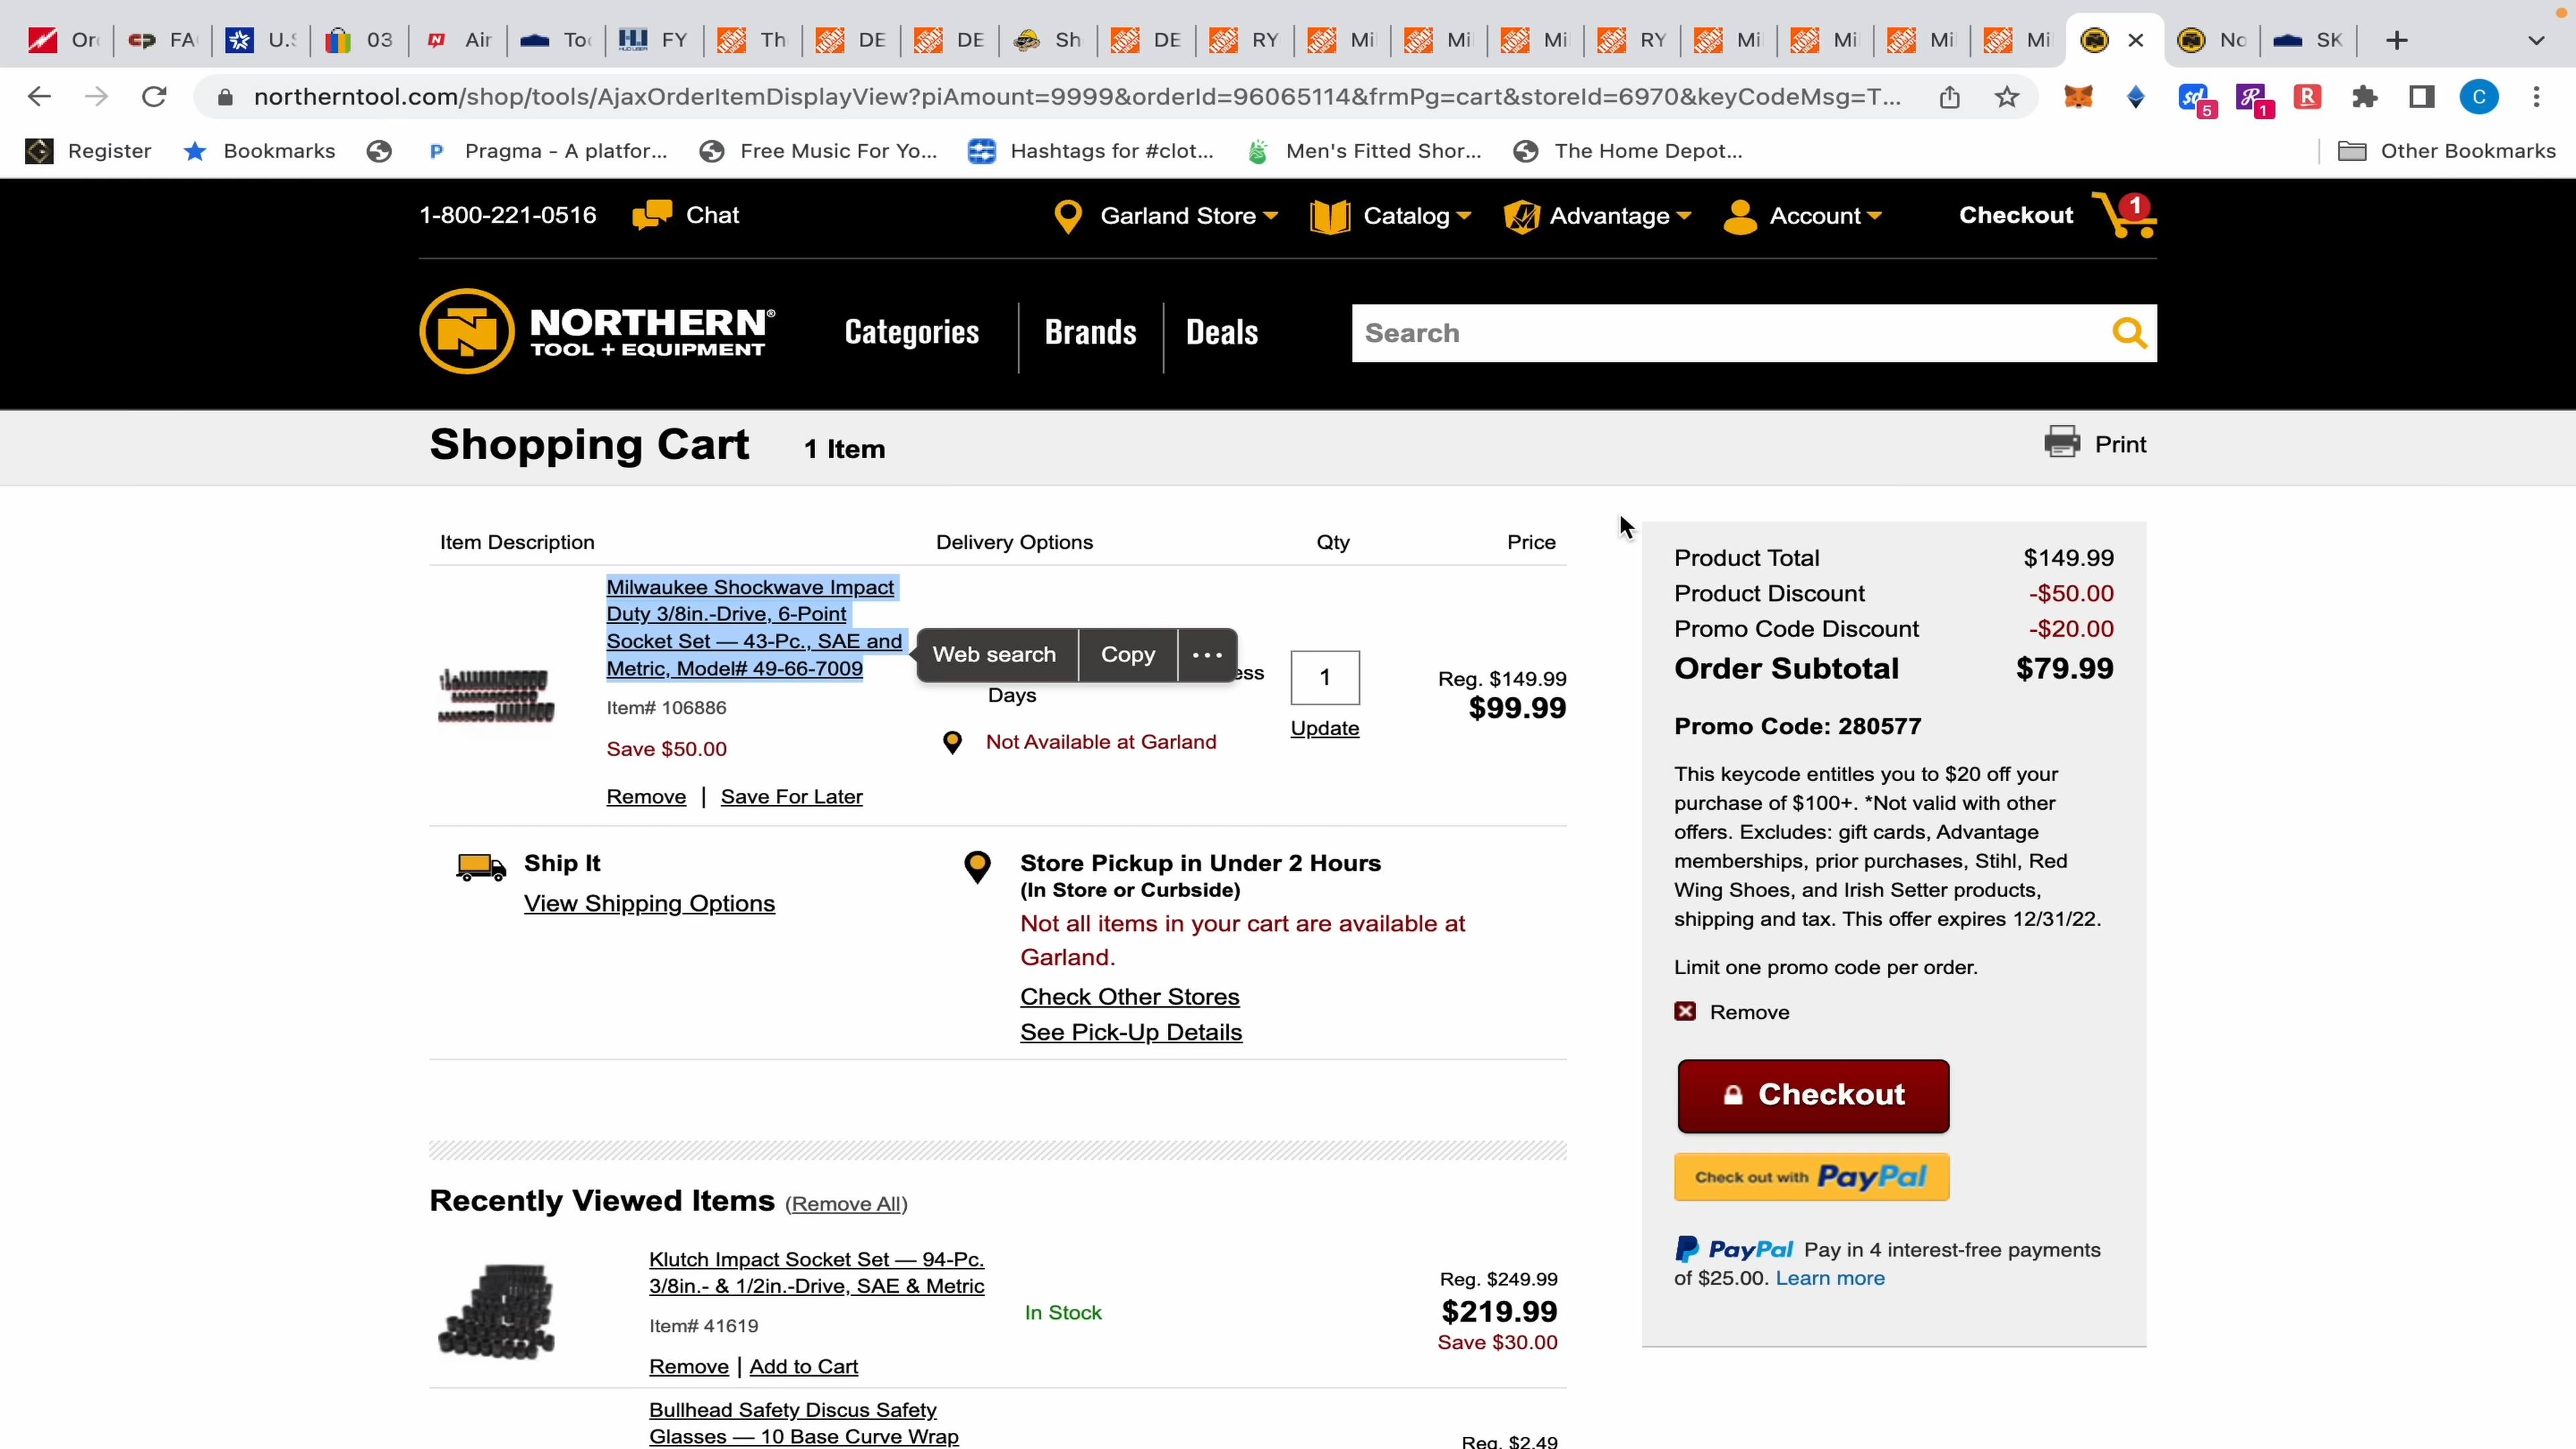 Or
FA
U.S
03
Air
Too
HUD USER
FY
Th
DE
DE
Sh
DE
RY
Mi
Mi
Mi
RY
Mi
Mi
Mi
Mi
No
SK
northerntool.com/shop/tools/AjaxOrderItemDisplayView?piAmount=9999&orderId=96065114&frmPg=cart&storeId=6970&keyCodeMsg=T...
5
1
R
C
Register
Bookmarks
Pragma - A platfor...
Free Music For Yo...
Hashtags for #clot...
Men's Fitted Shor...
The Home Depot...
Other Bookmarks
1-800-221-0516
Chat
Garland Store
Catalog
Advantage
Account
Checkout
1
NORTHERN®
TOOL + EQUIPMENT
Categories
Brands
Deals
Search
Shopping Cart 1 Item
Print
Item Description
Delivery Options
Qty
Price
Milwaukee Shockwave Impact
Duty 3/8in.-Drive, 6-Point
Socket Set — 43-Pc., SAE and
Metric, Model# 49-66-7009
Item# 106886
Save $50.00
Remove | Save For Later
Web search
Copy
•••
ess
Days
Not Available at Garland
1
Update
Reg. $149.99
$99.99
Ship It
View Shipping Options
Store Pickup in Under 2 Hours
(In Store or Curbside)
Not all items in your cart are available at
Garland.
Check Other Stores
See Pick-Up Details
Product Total $149.99
Product Discount -$50.00
Promo Code Discount -$20.00
Order Subtotal $79.99
Promo Code: 280577
This keycode entitles you to $20 off your
purchase of $100+. *Not valid with other
offers. Excludes: gift cards, Advantage
memberships, prior purchases, Stihl, Red
Wing Shoes, and Irish Setter products,
shipping and tax. This offer expires 12/31/22.
Limit one promo code per order.
Remove
Checkout
Check out with PayPal
PayPal Pay in 4 interest-free payments
of $25.00. Learn more
Recently Viewed Items (Remove All)
Klutch Impact Socket Set — 94-Pc.
3/8in.- & 1/2in.-Drive, SAE & Metric
Item# 41619
Remove | Add to Cart
In Stock
Reg. $249.99
$219.99
Save $30.00
Bullhead Safety Discus Safety
Glasses — 10 Base Curve Wrap
Reg. $2.49